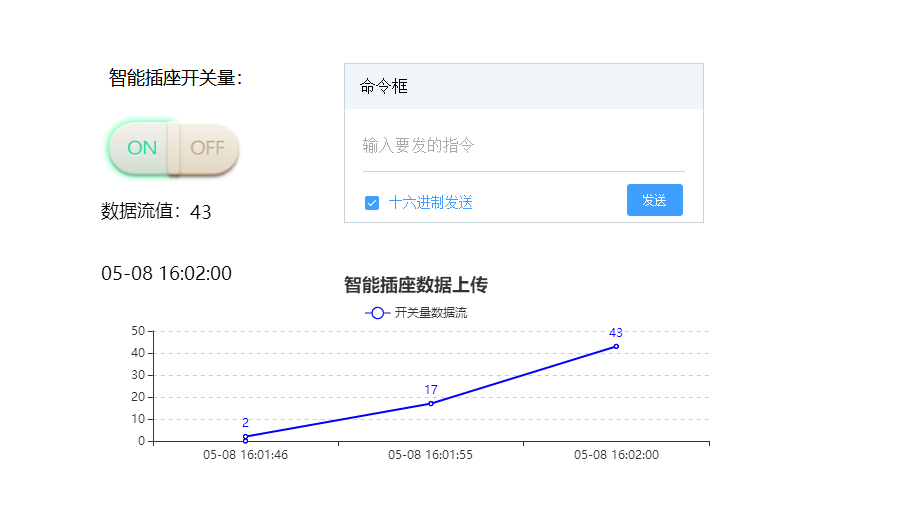 智能插座开关量：
ON OFF
数据流值：43
05-08 16:02:00
命令框
输入要发的指令
十六进制发送
发送
智能插座数据上传
开关量数据流
50
40
30
20
10
0
2
17
43
05-08 16:01:46
05-08 16:01:55
05-08 16:02:00